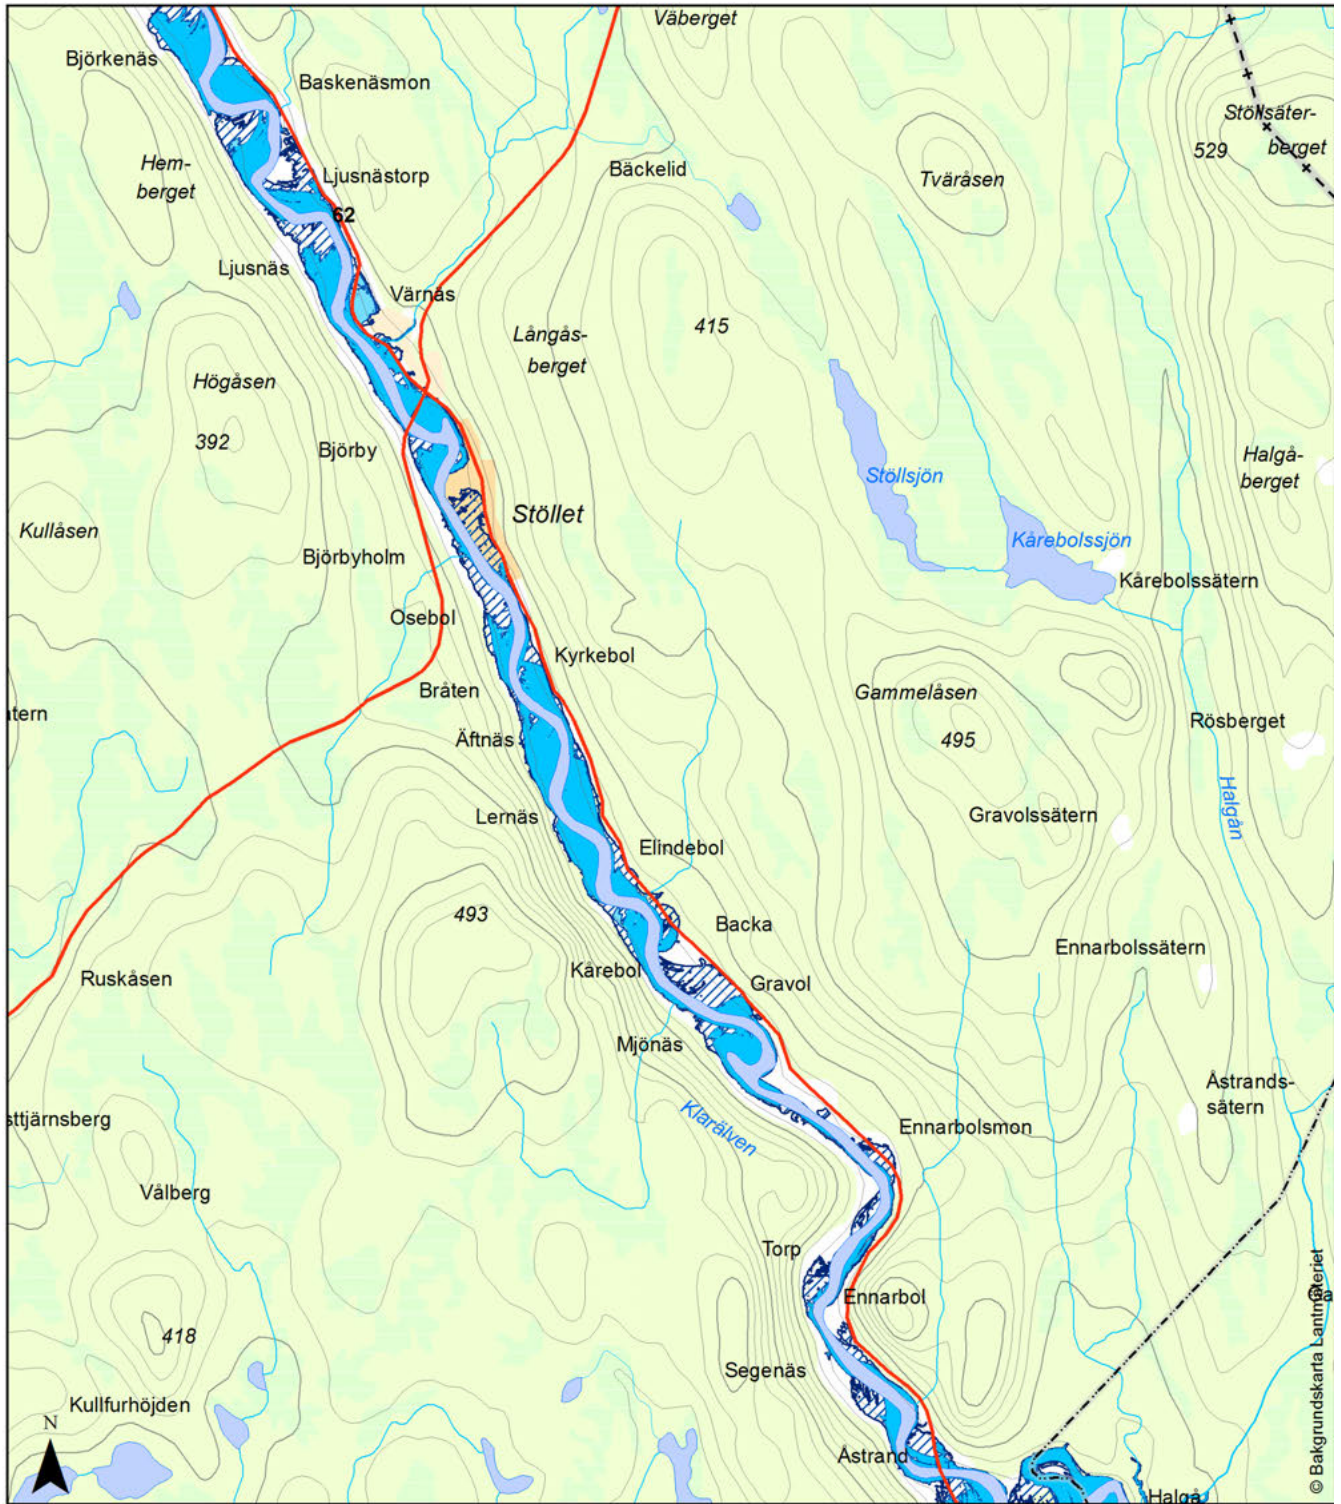 Väberget
Björkenäs
Baskenäsmon
Stöllsäter-
berget
529
Hem-
berget
Ljusnästorp
Bäckelid
Tväråsen
62
Ljusnäs
Värnäs
Långås-
berget
415
Högåsen
392
Björby
Stöllsjön
Halgå-
berget
Kullåsen
Stöllet
Kårebolssjön
Björbyholm
Kårebolssätern
Osebol
Kyrkebol
Bråten
Gammelåsen
495
ätern
Äftnäs
Rösberget
Lernäs
Gravolssätern
Halgån
Elindebol
493
Backa
Ennarbolssätern
Ruskåsen
Kårebol
Gravol
Mjönäs
Åstrands-
sätern
sttjärnsberg
Klarälven
Ennarbolsmon
Vålberg
Torp
Ennarbol
418
Segenäs
Kullfurhöjden
N
Åstrand
Halgå
© Bakgrundskarta Lantmäteriet